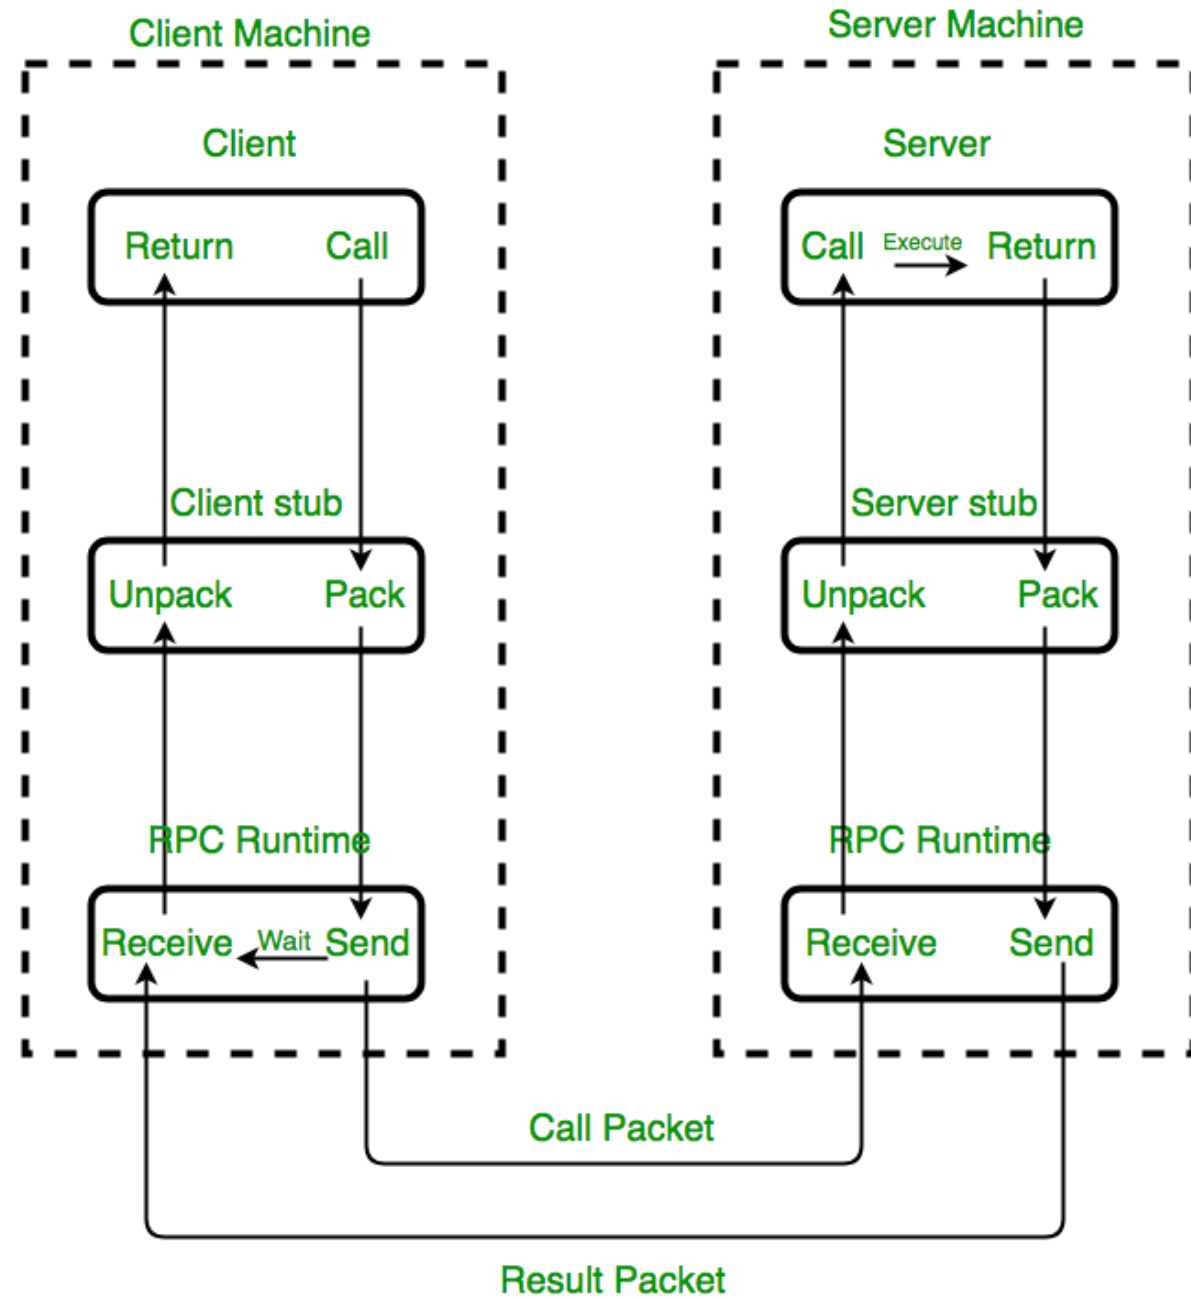 Client Machine
Server Machine
Client
Server
Return Call
Call Execute Return
Client stub
Server stub
Unpack Pack
Unpack Pack
RPC Runtime
RPC Runtime
Receive Wait Send
Receive Send
Call Packet
Result Packet